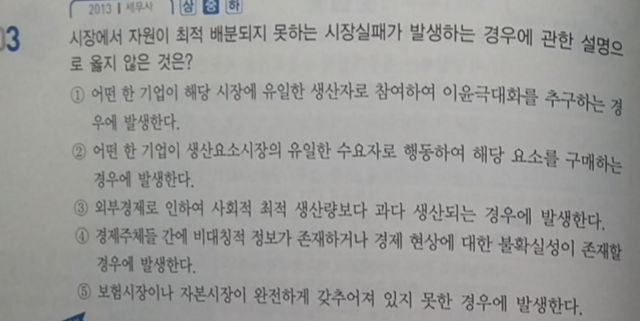 2013 | 세무사 상 중 하
03 시장에서 자원이 최적 배분되지 못하는 시장실패가 발생하는 경우에 관한 설명으
로 옳지 않은 것은?
① 어떤 한 기업이 해당 시장에 유일한 생산자로 참여하여 이윤극대화를 추구하는 경
우에 발생한다.
② 어떤 한 기업이 생산요소시장의 유일한 수요자로 행동하여 해당 요소를 구매하는
경우에 발생한다.
③ 외부경제로 인하여 사회적 최적 생산량보다 과다 생산되는 경우에 발생한다.
④ 경제주체들 간에 비대칭적 정보가 존재하거나 경제 현상에 대한 불확실성이 존재할
경우에 발생한다.
⑤ 보험시장이나 자본시장이 완전하게 갖추어져 있지 못한 경우에 발생한다.